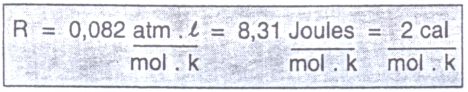 R = 0,082 atm . ℓ = 8,31 Joules = 2 cal
mol . k mol . k mol . k